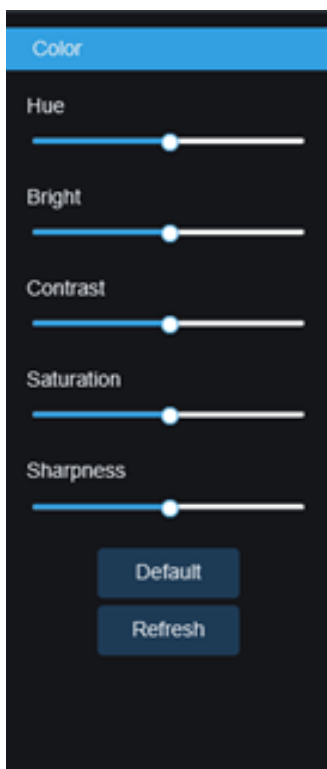 Color
Hue
Bright
Contrast
Saturation
Sharpness
Default
Refresh